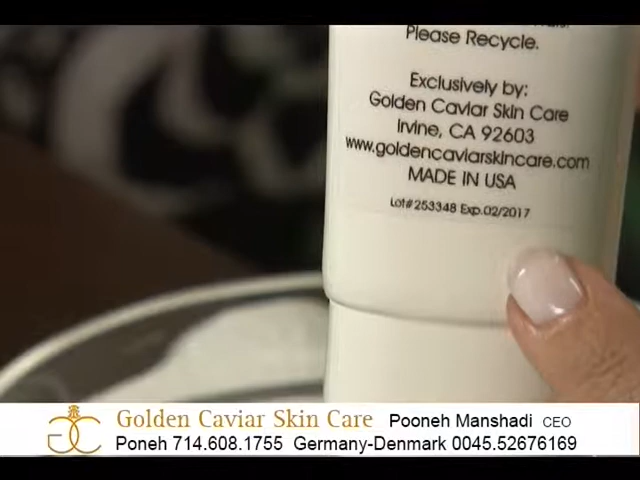 Please Recycle.
Exclusively by:
Golden Caviar Skin Care
Irvine, CA 92603
www.goldencaviarskincare.com
MADE IN USA
Lot#253348 Exp.02/2017
Golden Caviar Skin Care Pooneh Manshadi CEO
Poneh 714.608.1755 Germany-Denmark 0045.52676169